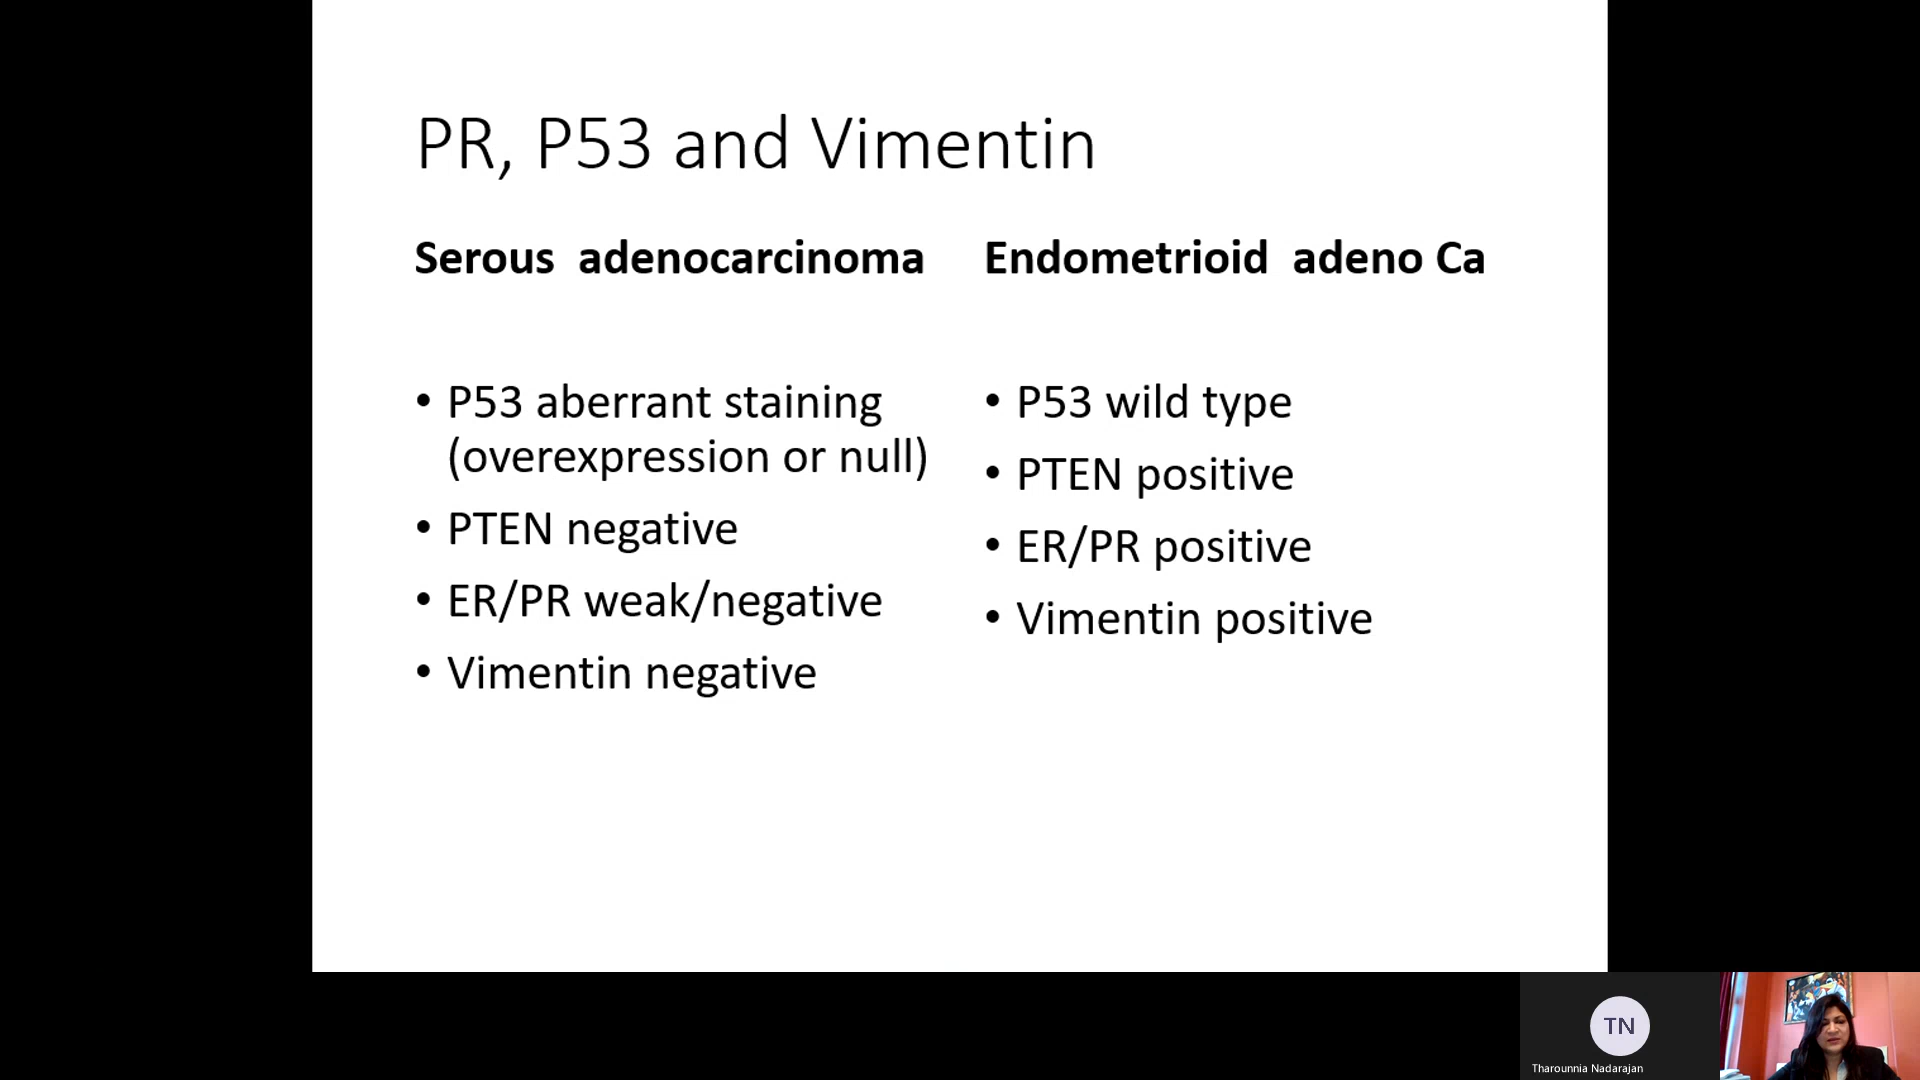 PR, P53 and Vimentin
Serous adenocarcinoma
• P53 aberrant staining
(overexpression or null)
• PTEN negative
• ER/PR weak/negative
• Vimentin negative
Endometrioid adeno Ca
• P53 wild type
• PTEN positive
• ER/PR positive
• Vimentin positive
TN
Tharounnia Nadarajan